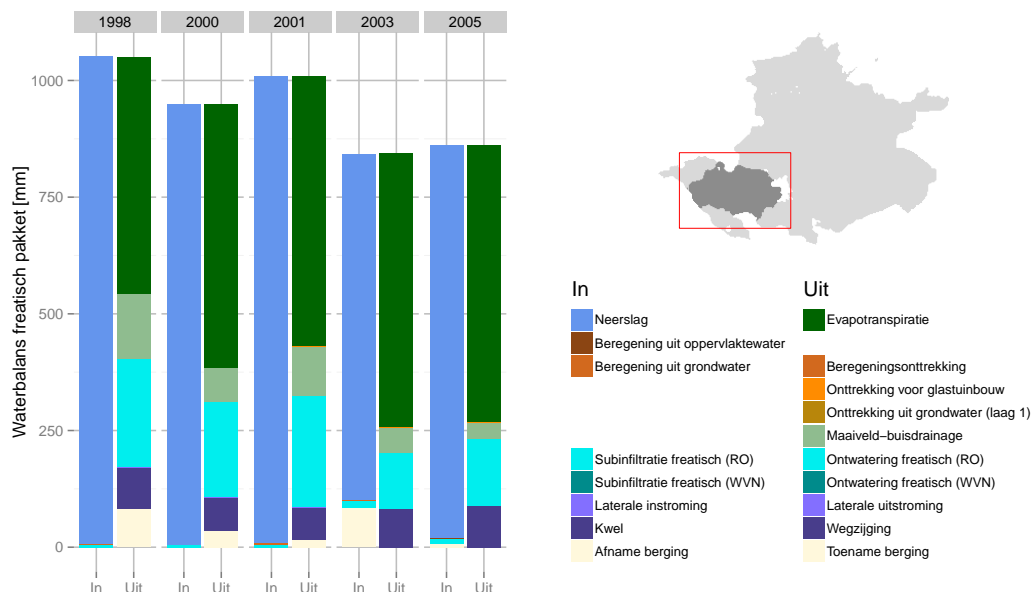 1998 2000 2001 2003 2005
Waterbalans freatisch pakket [mm]
1000
750
500
250
0
In Uit In Uit In Uit In Uit In Uit
In
Neerslag
Beregening uit oppervlaktewater
Beregening uit grondwater
Subinfiltratie freatisch (RO)
Subinfiltratie freatisch (WVN)
Laterale instroming
Kwel
Afname berging
Uit
Evapotranspiratie
Beregeningsonttrekking
Onttrekking voor glastuinbouw
Onttrekking uit grondwater (laag 1)
Maaiveld−buisdrainage
Ontwatering freatisch (RO)
Ontwatering freatisch (WVN)
Laterale uitstroming
Wegzijging
Toename berging